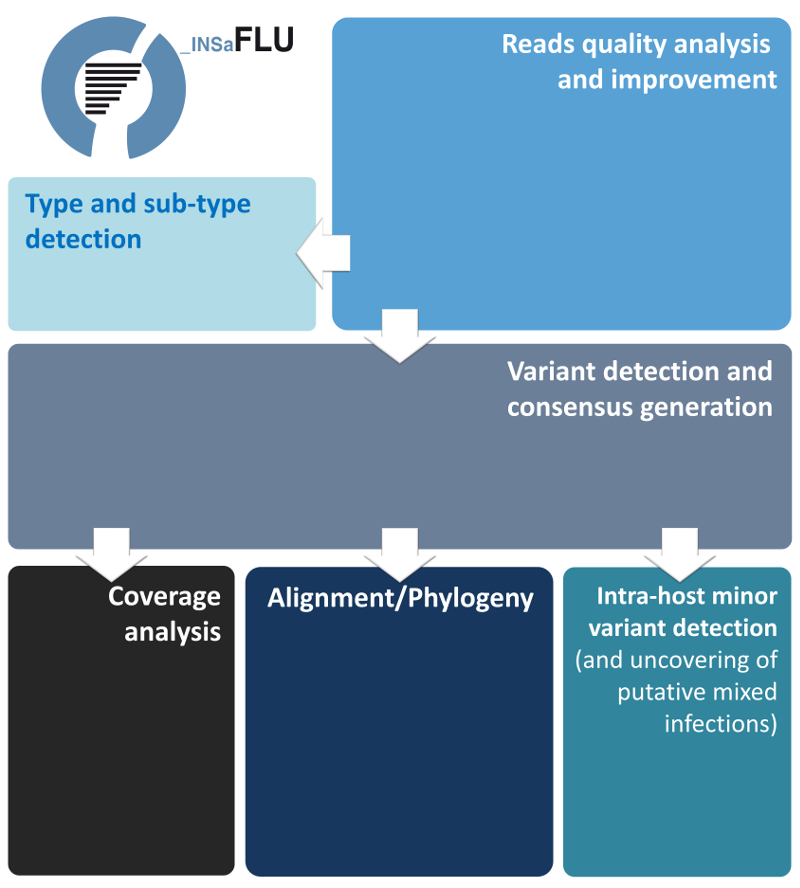 _INSaFLU
Reads quality analysis
and improvement
Type and sub-type
detection
Variant detection and
consensus generation
Coverage
analysis
Alignment/Phylogeny
Intra-host minor
variant detection
(and uncovering of
putative mixed
infections)